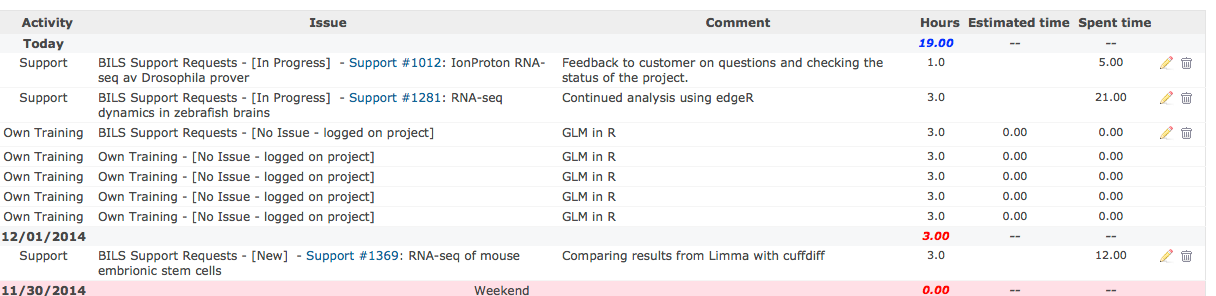 Activity Issue Comment Hours Estimated time Spent time
Today 19.00 -- --
Support BILS Support Requests - [In Progress] - Support #1012: IonProton RNA- Feedback to customer on questions and checking the 1.0 5.00
seq av Drosophila prover status of the project.
Support BILS Support Requests - [In Progress] - Support #1281: RNA-seq Continued analysis using edgeR 3.0 21.00
dynamics in zebrafish brains
Own Training BILS Support Requests - [No Issue - logged on project] GLM in R 3.0 0.00 0.00
Own Training Own Training - [No Issue - logged on project] GLM in R 3.0 0.00 0.00
Own Training Own Training - [No Issue - logged on project] GLM in R 3.0 0.00 0.00
Own Training Own Training - [No Issue - logged on project] GLM in R 3.0 0.00 0.00
Own Training Own Training - [No Issue - logged on project] GLM in R 3.0 0.00 0.00
12/01/2014 3.00 -- --
Support BILS Support Requests - [New] - Support #1369: RNA-seq of mouse Comparing results from Limma with cuffdiff 3.0 12.00
embrionic stem cells
11/30/2014 Weekend 0.00 -- --